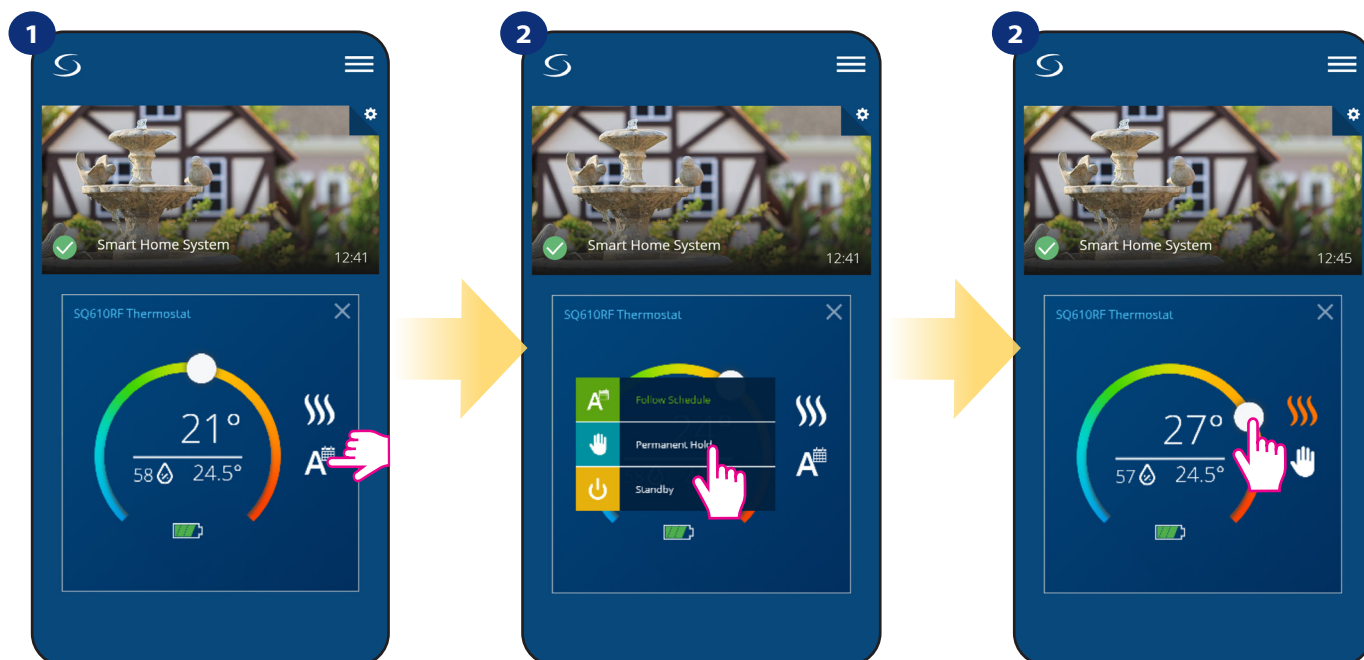 1
Smart Home System
12:41
SQ610RF Thermostat
21°
58 24.5°
A
2
Smart Home System
12:41
SQ610RF Thermostat
A Follow Schedule
Permanent Hold
Standby
A
2
Smart Home System
12:45
SQ610RF Thermostat
27°
57 24.5°